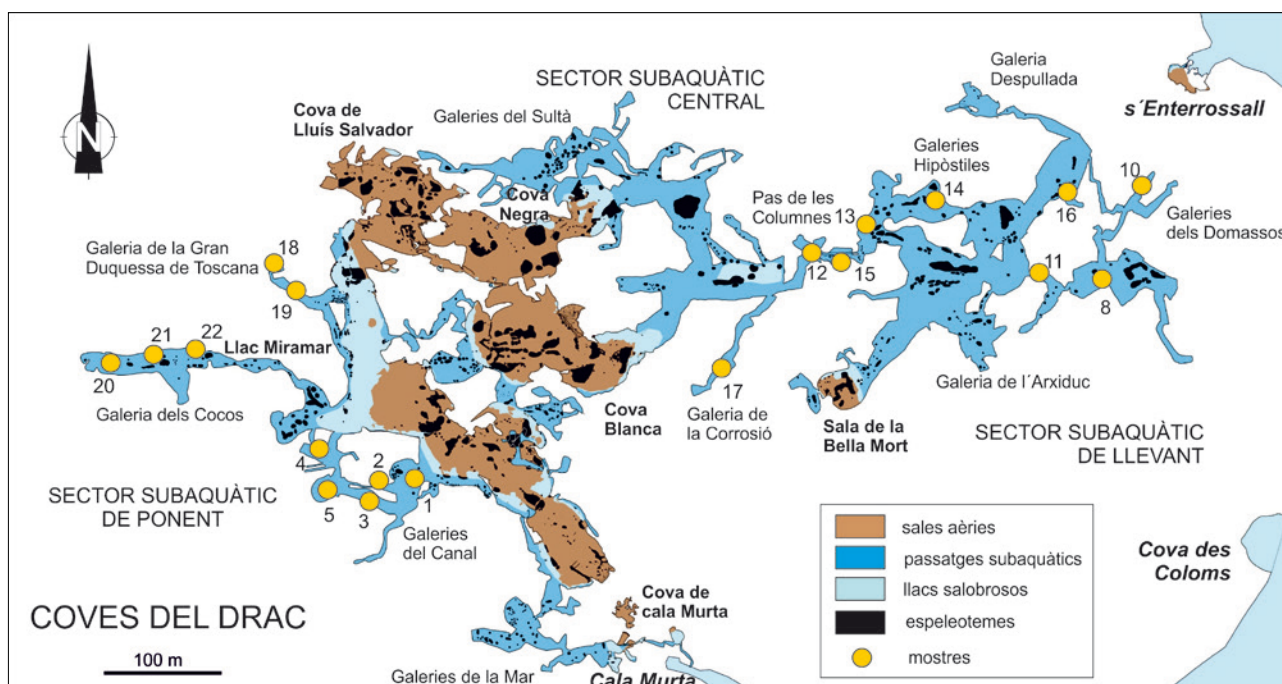 N
SECTOR SUBAQUÀTIC
CENTRAL
Galeria
Despullada
s´Enterrossall
Cova de
Lluís Salvador
Galeries del Sultà
Galeries
Hipòstiles
10
14
Cova
Negra
Pas de les
Columnes
13
16
Galeries
dels Domassos
Galeria de la Gran
Duquessa de Toscana
18
12
15
11
8
19
21
22
Llac Miramar
20
Galeria dels Cocos
17
Galeria de
la Corrosió
Galeria de l´Arxiduc
Cova
Blanca
Sala de la
Bella Mort
SECTOR SUBAQUÀTIC
DE LLEVANT
4
2
SECTOR SUBAQUÀTIC
DE PONENT
5
3
1
Galeries
del Canal
sales aèries
passatges subaquàtics
llacs salobrosos
espeleotemes
mostres
Cova des
Coloms
COVES DEL DRAC
100 m
Cova de
cala Murta
Galeries de la Mar
Cala Murta